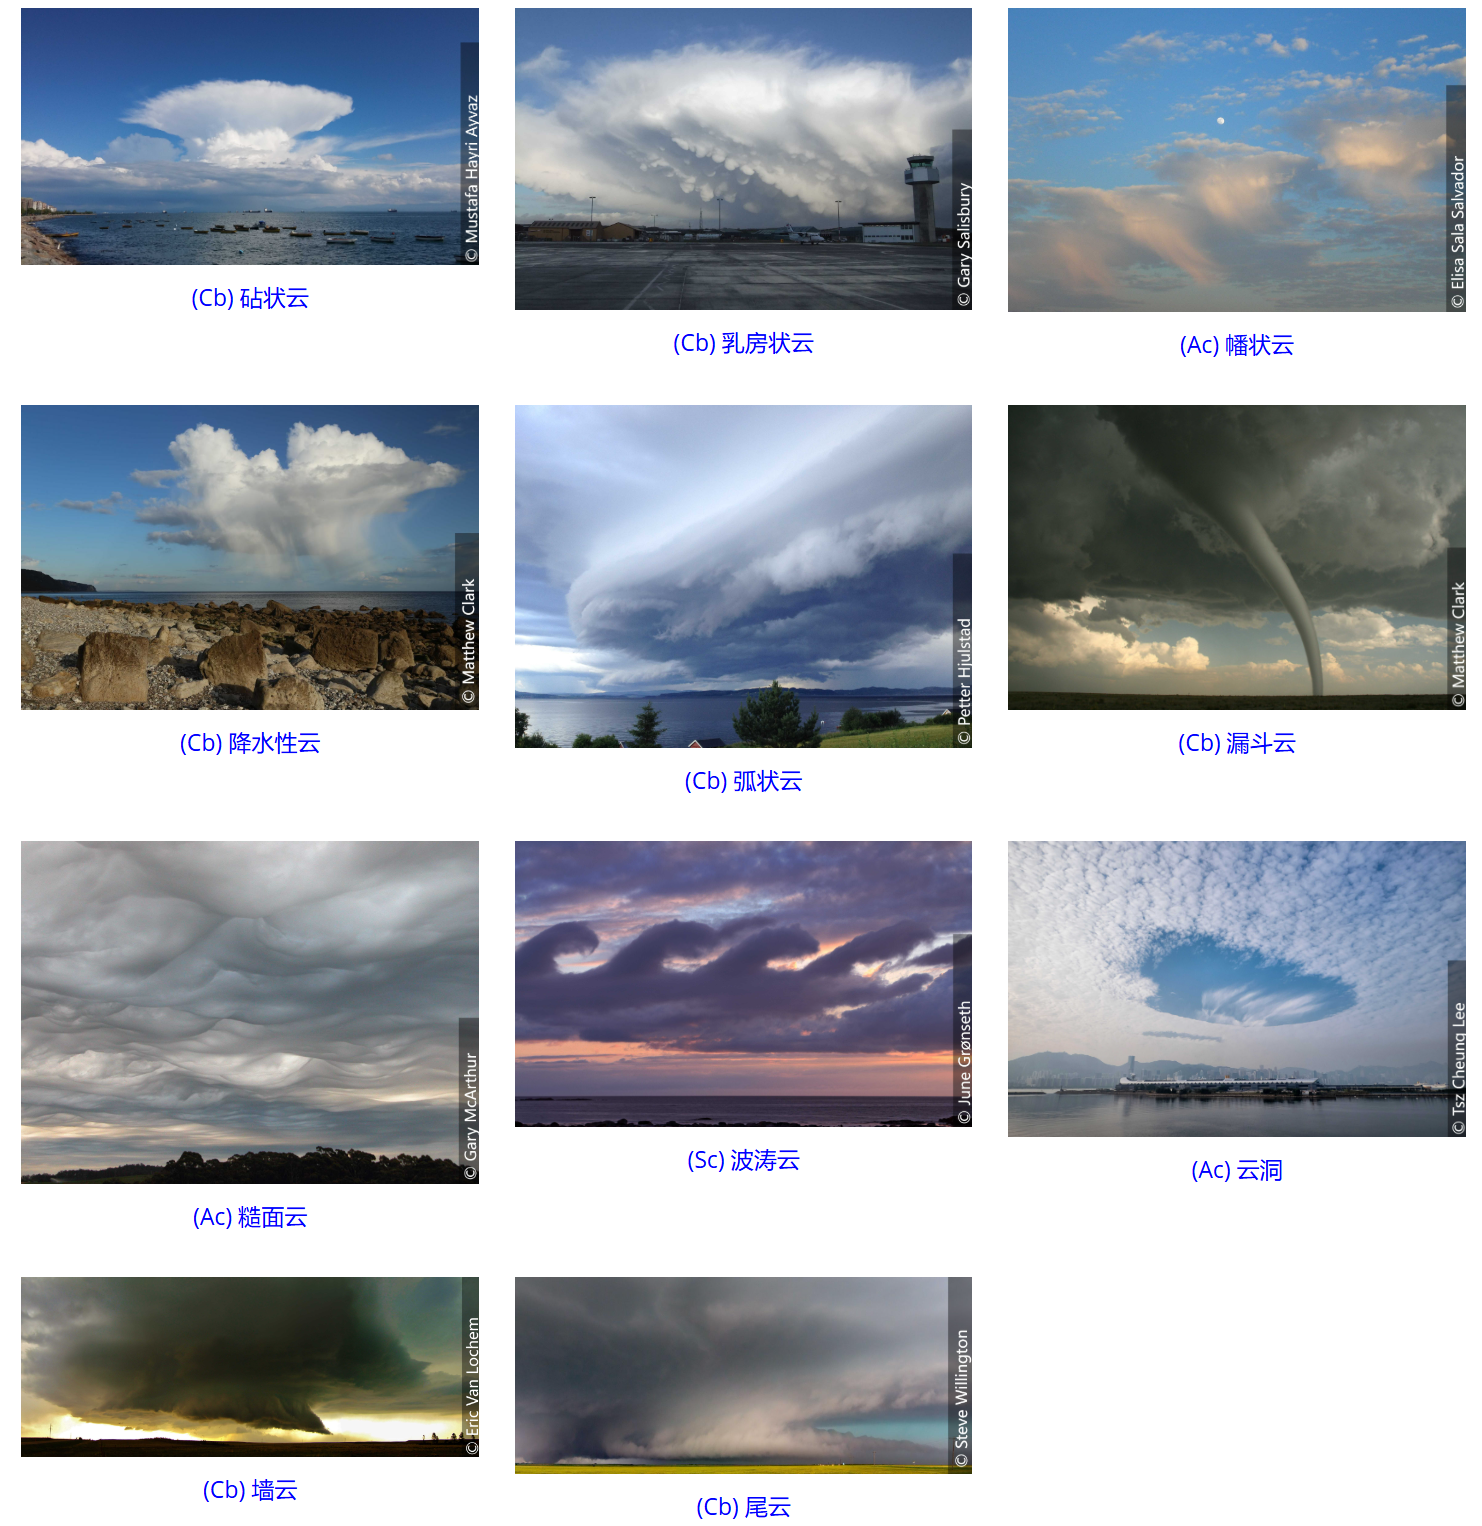 © Mustafa Hayri Ayvaz
(Cb) 砧状云
© Gary Salisbury
(Cb) 乳房状云
© Elisa Sala Salvador
(Ac) 幡状云
© Matthew Clark
(Cb) 降水性云
© Petter Hjulstad
(Cb) 弧状云
© Matthew Clark
(Cb) 漏斗云
© Gary McArthur
(Ac) 糙面云
© June Grønseth
(Sc) 波涛云
© Tsz Cheung Lee
(Ac) 云洞
© Eric Van Lochem
(Cb) 墙云
© Steve Willington
(Cb) 尾云